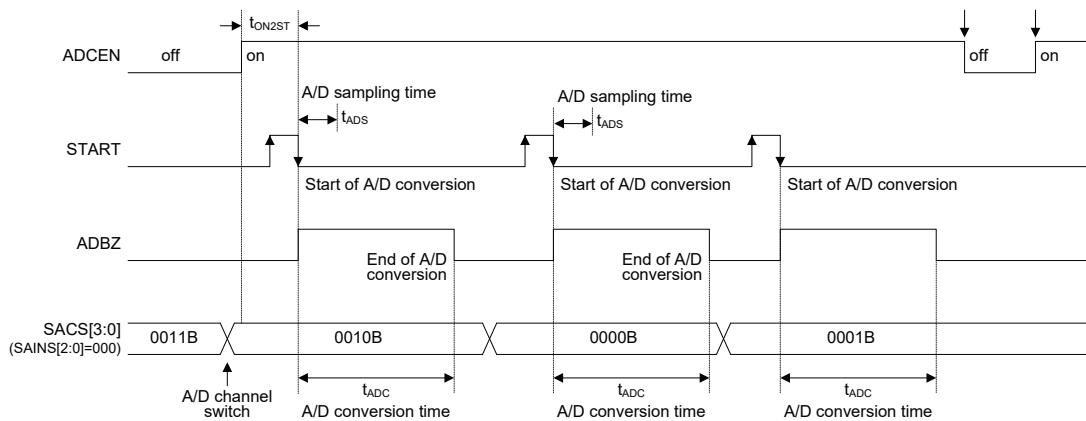 tON2ST
ADCEN
off
on
off
on
A/D sampling time
tADS
A/D sampling time
tADS
START
Start of A/D conversion
Start of A/D conversion
Start of A/D conversion
ADBZ
End of A/D
conversion
End of A/D
conversion
SACS[3:0]
(SAINS[2:0]=000)
0011B
0010B
0000B
0001B
A/D channel
switch
tADC
A/D conversion time
tADC
A/D conversion time
tADC
A/D conversion time